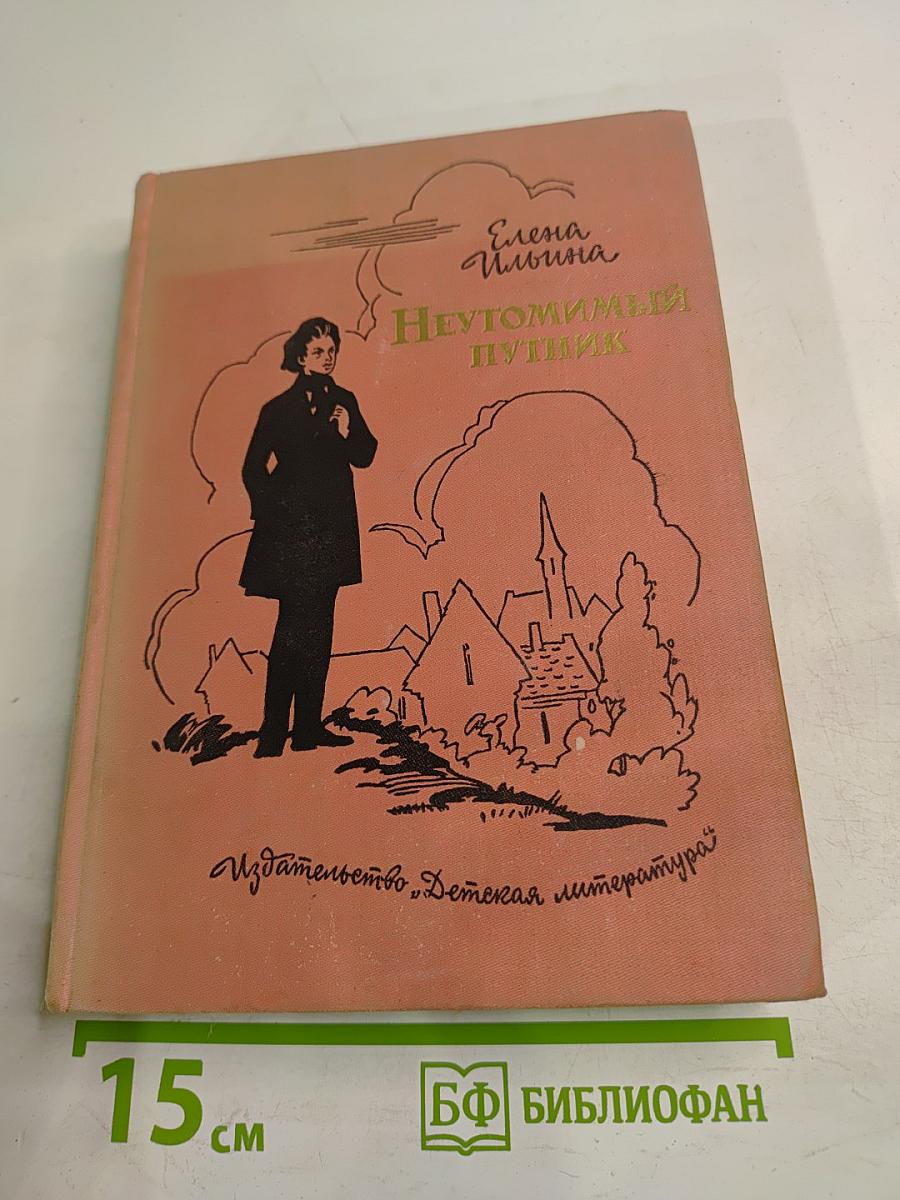 Елена
Ильина
Неутомимый
путник
Издательство „Детская литература“
15 см
БФ БИБЛИОФАН